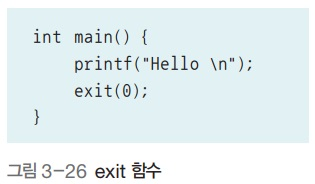 int main() {
printf("Hello \n");
exit(0);
}
그림 3-26 exit 함수